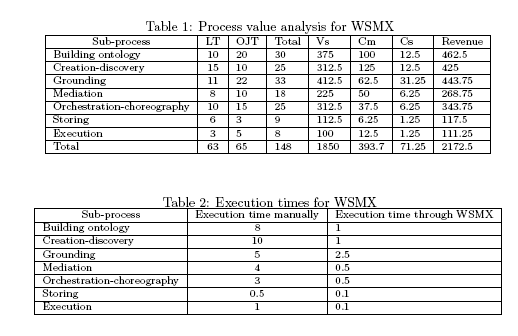 Table 1: Process value analysis for WSMX
Sub-process LT OJT Total Vs Cm Cs Revenue
Building ontology 10 20 30 375 100 12.5 462.5
Creation-discovery 15 10 25 312.5 125 12.5 425
Grounding 11 22 33 412.5 62.5 31.25 443.75
Mediation 8 10 18 225 50 6.25 268.75
Orchestration-choreography 10 15 25 312.5 37.5 6.25 343.75
Storing 6 3 9 112.5 6.25 1.25 117.5
Execution 3 5 8 100 12.5 1.25 111.25
Total 63 65 148 1850 393.7 71.25 2172.5
Table 2: Execution times for WSMX
Sub-process Execution time manually Execution time through WSMX
Building ontology 8 1
Creation-discovery 10 1
Grounding 5 2.5
Mediation 4 0.5
Orchestration-choreography 3 0.5
Storing 0.5 0.1
Execution 1 0.1